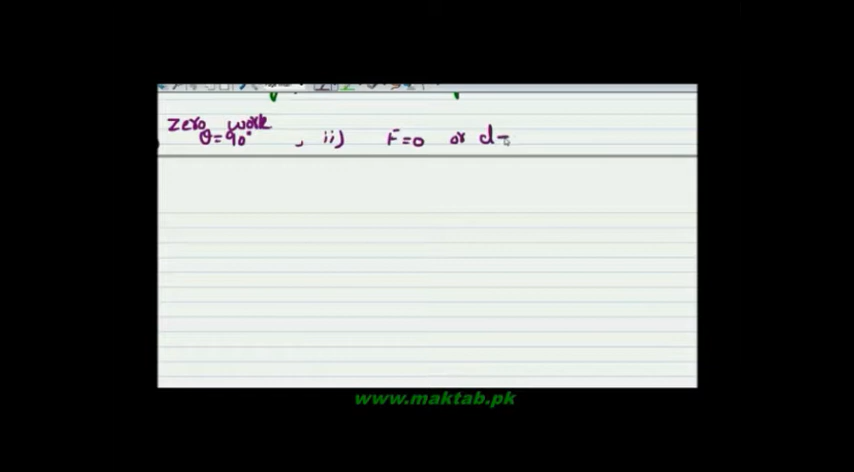 zero work
θ=90° , ii) F=0 or d=
www.maktab.pk